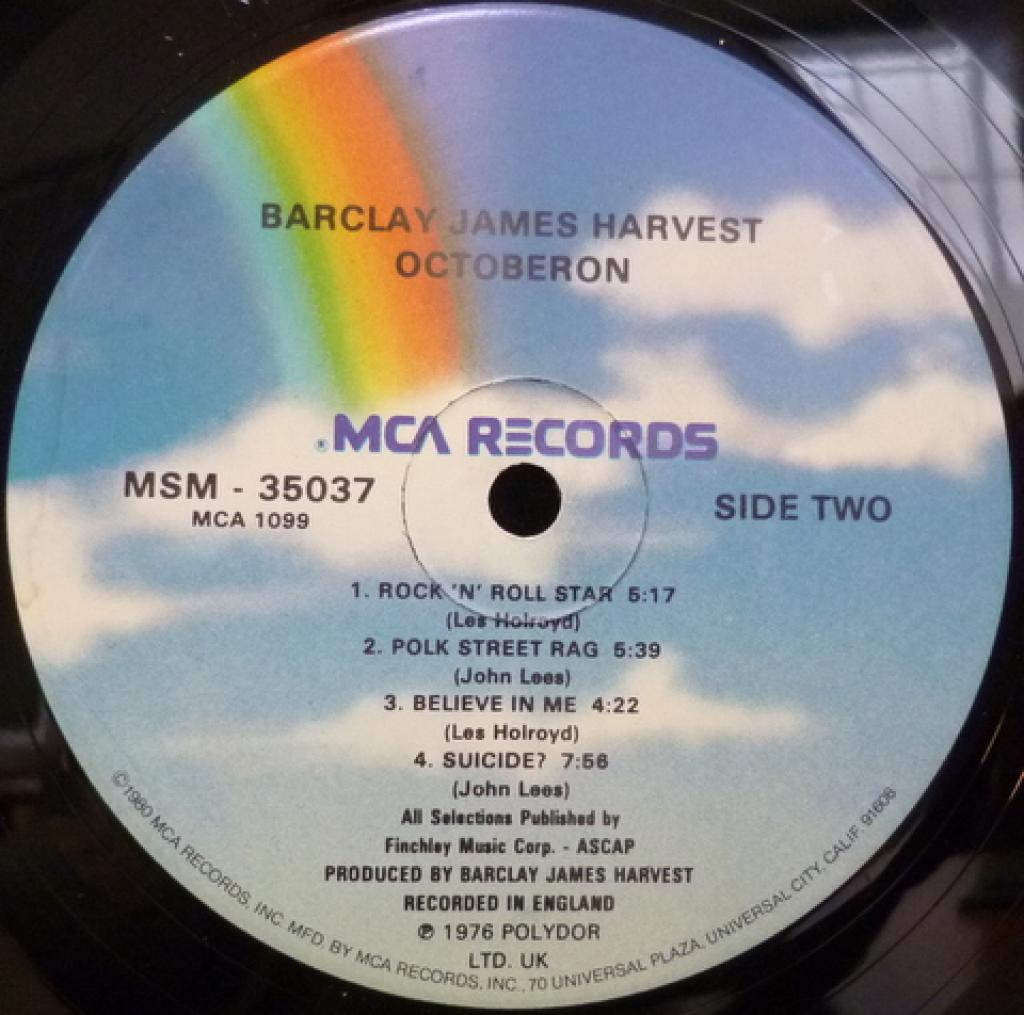 BARCLAY JAMES HARVEST
OCTOBERON
® MCA RECORDS
MSM - 35037
MCA 1099
SIDE TWO
1. ROCK 'N' ROLL STAR 5:17
(Les Holroyd)
2. POLK STREET RAG 5:39
(John Lees)
3. BELIEVE IN ME 4:22
(Les Holroyd)
4. SUICIDE? 7:56
(John Lees)
All Selections Published by
Finchley Music Corp. - ASCAP
PRODUCED BY BARCLAY JAMES HARVEST
RECORDED IN ENGLAND
℗ 1976 POLYDOR
LTD. UK
©1980 MCA RECORDS, INC. MFD. BY MCA RECORDS, INC., 70 UNIVERSAL PLAZA, UNIVERSAL CITY, CALIF. 91608